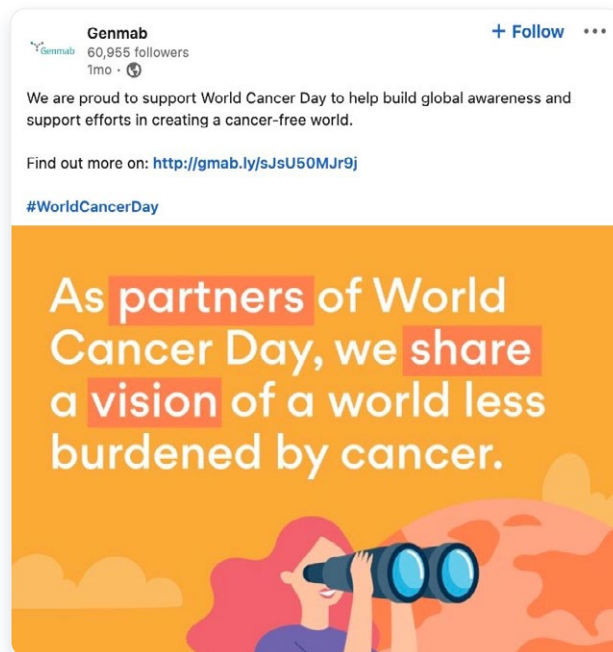 Genmab
Genmab
60,955 followers
1mo ·
+ Follow
We are proud to support World Cancer Day to help build global awareness and
support efforts in creating a cancer-free world.
Find out more on: http://gmab.ly/sJsU50MJr9j
#WorldCancerDay
As partners of World
Cancer Day, we share
a vision of a world less
burdened by cancer.